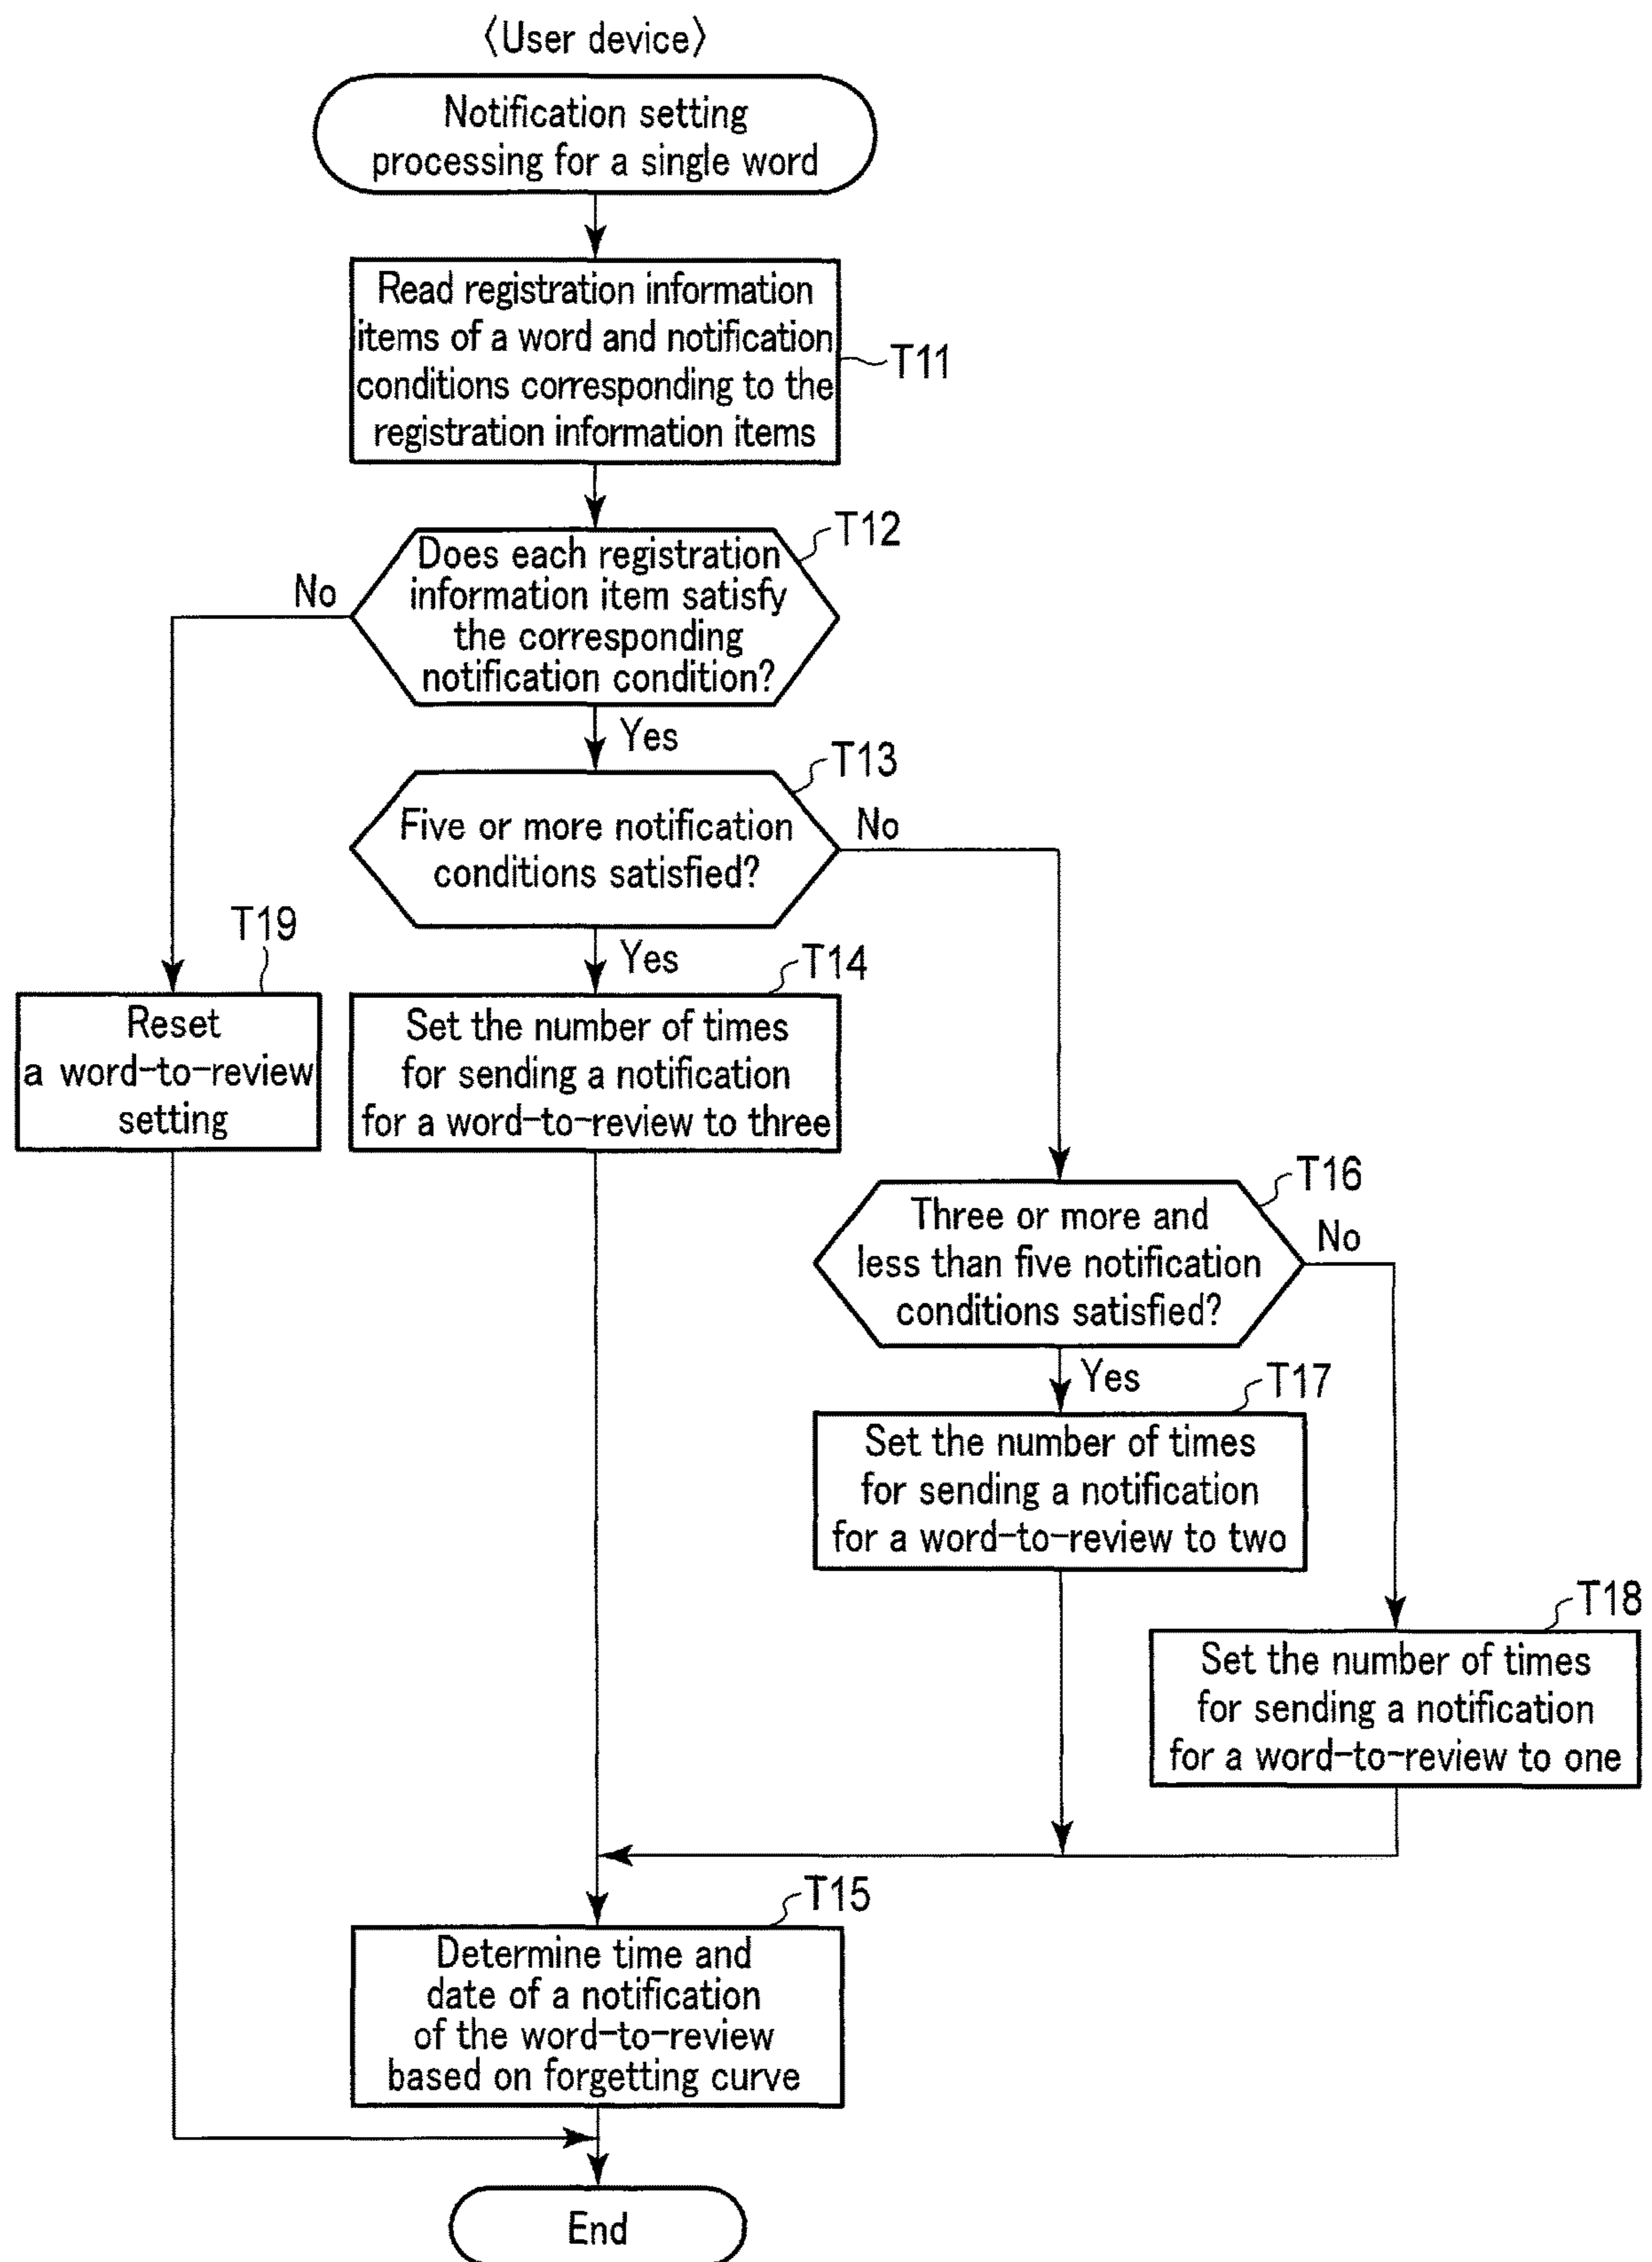 〈User device〉
Notification setting
processing for a single word
Read registration information
items of a word and notification
conditions corresponding to the
registration information items
T11
T12
Does each registration
information item satisfy
the corresponding
notification condition?
No
Yes
T13
Five or more notification
conditions satisfied?
No
Yes
T19
Reset
a word-to-review
setting
T14
Set the number of times
for sending a notification
for a word-to-review to three
T16
Three or more and
less than five notification
conditions satisfied?
No
Yes
T17
Set the number of times
for sending a notification
for a word-to-review to two
T18
Set the number of times
for sending a notification
for a word-to-review to one
T15
Determine time and
date of a notification
of the word-to-review
based on forgetting curve
End